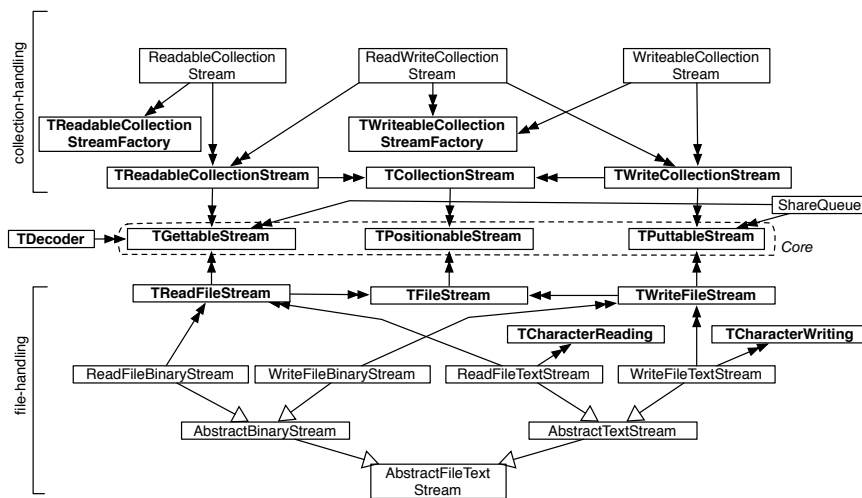 collection-handling
ReadableCollection
Stream
ReadWriteCollection
Stream
WriteableCollection
Stream
TReadableCollection
StreamFactory
TWriteableCollection
StreamFactory
TReadableCollectionStream
TCollectionStream
TWriteCollectionStream
ShareQueue
TDecoder
TGettableStream
TPositionableStream
TPuttableStream
Core
file-handling
TReadFileStream
TFileStream
TWriteFileStream
TCharacterReading
TCharacterWriting
ReadFileBinaryStream
WriteFileBinaryStream
ReadFileTextStream
WriteFileTextStream
AbstractBinaryStream
AbstractTextStream
AbstractFileText
Stream